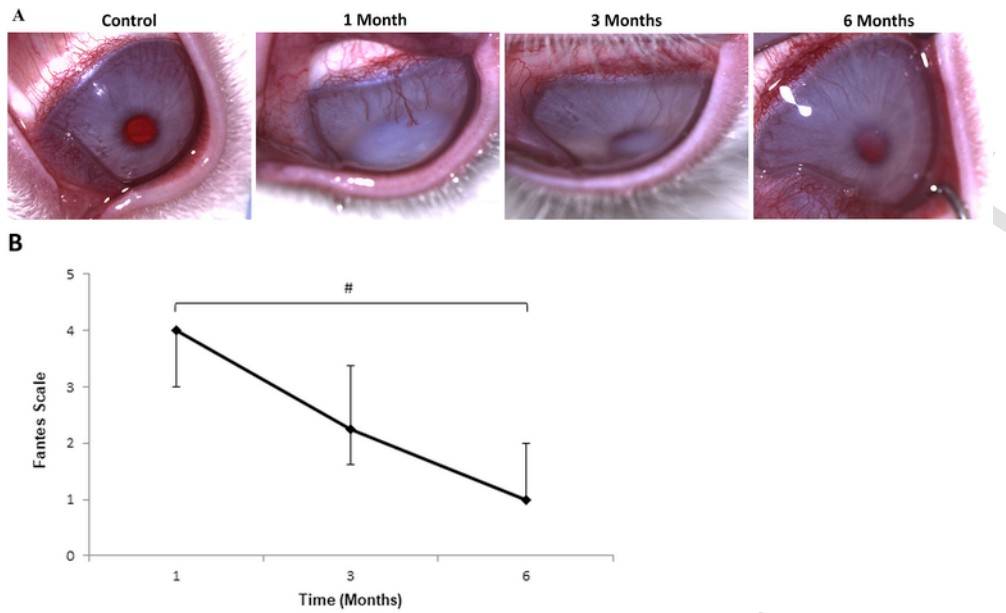 A
Control
1 Month
3 Months
6 Months
B
#
5
4
3
2
1
0
Fantes Scale
1
3
6
Time (Months)